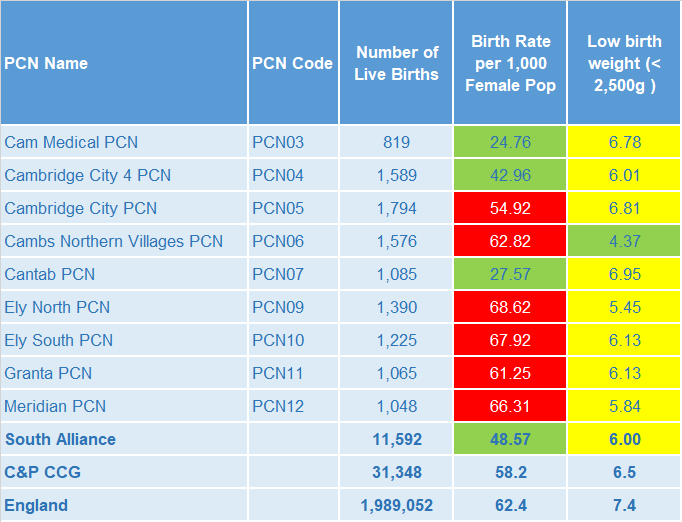 PCN Name PCN Code Number of Live Births Birth Rate per 1,000 Female Pop Low birth weight (< 2,500g )
Cam Medical PCN PCN03 819 24.76 6.78
Cambridge City 4 PCN PCN04 1,589 42.96 6.01
Cambridge City PCN PCN05 1,794 54.92 6.81
Cambs Northern Villages PCN PCN06 1,576 62.82 4.37
Cantab PCN PCN07 1,085 27.57 6.95
Ely North PCN PCN09 1,390 68.62 5.45
Ely South PCN PCN10 1,225 67.92 6.13
Granta PCN PCN11 1,065 61.25 6.13
Meridian PCN PCN12 1,048 66.31 5.84
South Alliance 11,592 48.57 6.00
C&P CCG 31,348 58.2 6.5
England 1,989,052 62.4 7.4